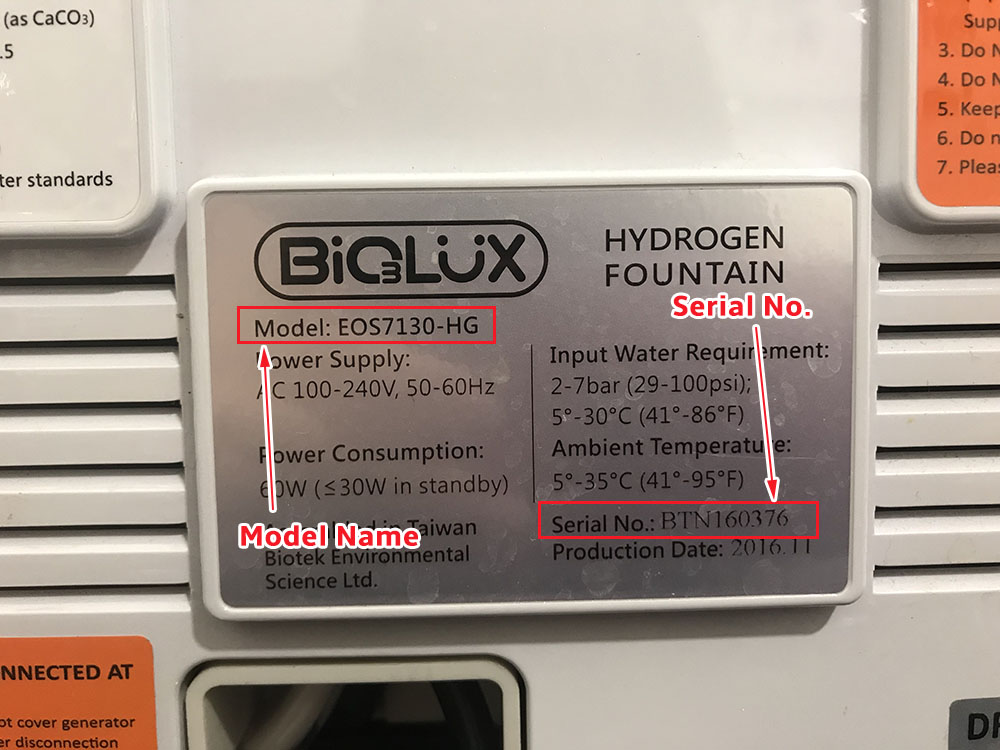 (as CaCO3)
.5
ter standards
3. Do N
4. Do N
5. Keep
6. Do n
7. Pleas
BiO3LUX
HYDROGEN
FOUNTAIN
Serial No.
Model: EOS7130-HG
Power Supply:
AC 100-240V, 50-60Hz
Power Consumption:
60W (≤30W in standby)
Model Name
in Taiwan
Biotek Environmental
Science Ltd.
Input Water Requirement:
2-7bar (29-100psi);
5°-30°C (41°-86°F)
Ambient Temperature:
5°-35°C (41°-95°F)
Serial No.: BTN160376
Production Date: 2016.11
NNECTED AT
ot cover generator
er disconnection